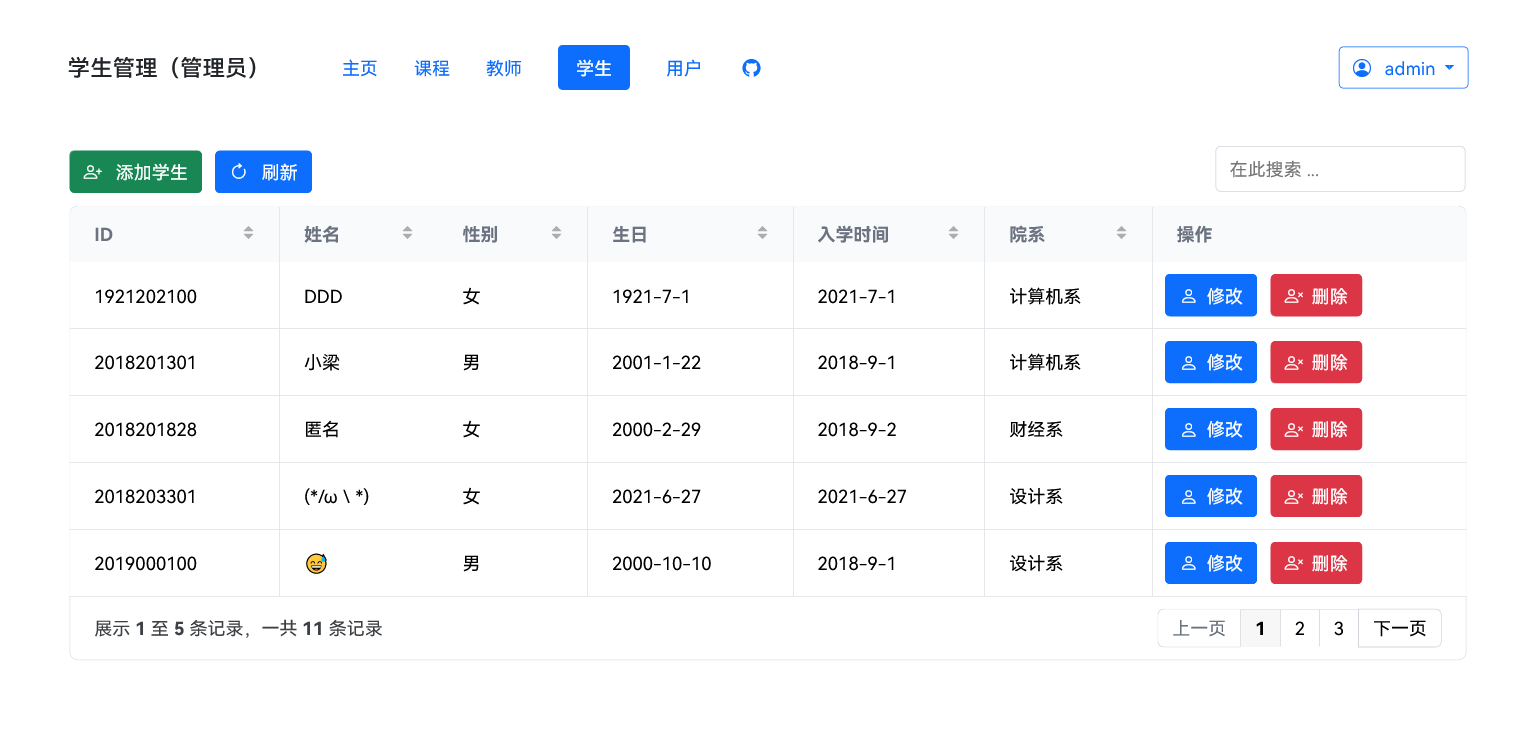 学生管理（管理员） 主页 课程 教师 学生 用户 admin
添加学生 刷新 在此搜索 ...
ID 姓名 性别 生日 入学时间 院系 操作
1921202100 DDD 女 1921-7-1 2021-7-1 计算机系 修改 删除
2018201301 小梁 男 2001-1-22 2018-9-1 计算机系 修改 删除
2018201828 匿名 女 2000-2-29 2018-9-2 财经系 修改 删除
2018203301 (*/ω\*) 女 2021-6-27 2021-6-27 设计系 修改 删除
2019000100 😅 男 2000-10-10 2018-9-1 设计系 修改 删除
展示 1 至 5 条记录，一共 11 条记录 上一页 1 2 3 下一页